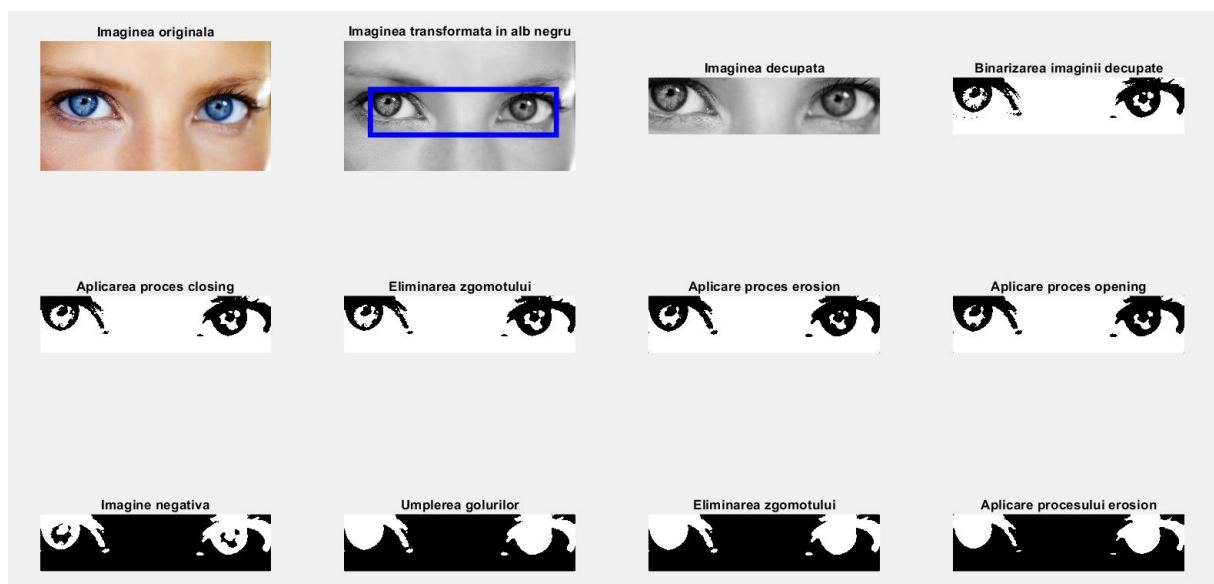 Imaginea originala
Imaginea transformata in alb negru
Imaginea decupata
Binarizarea imaginii decupate
Aplicarea proces closing
Eliminarea zgomotului
Aplicare proces erosion
Aplicare proces opening
Imagine negativa
Umplerea golurilor
Eliminarea zgomotului
Aplicare procesului erosion